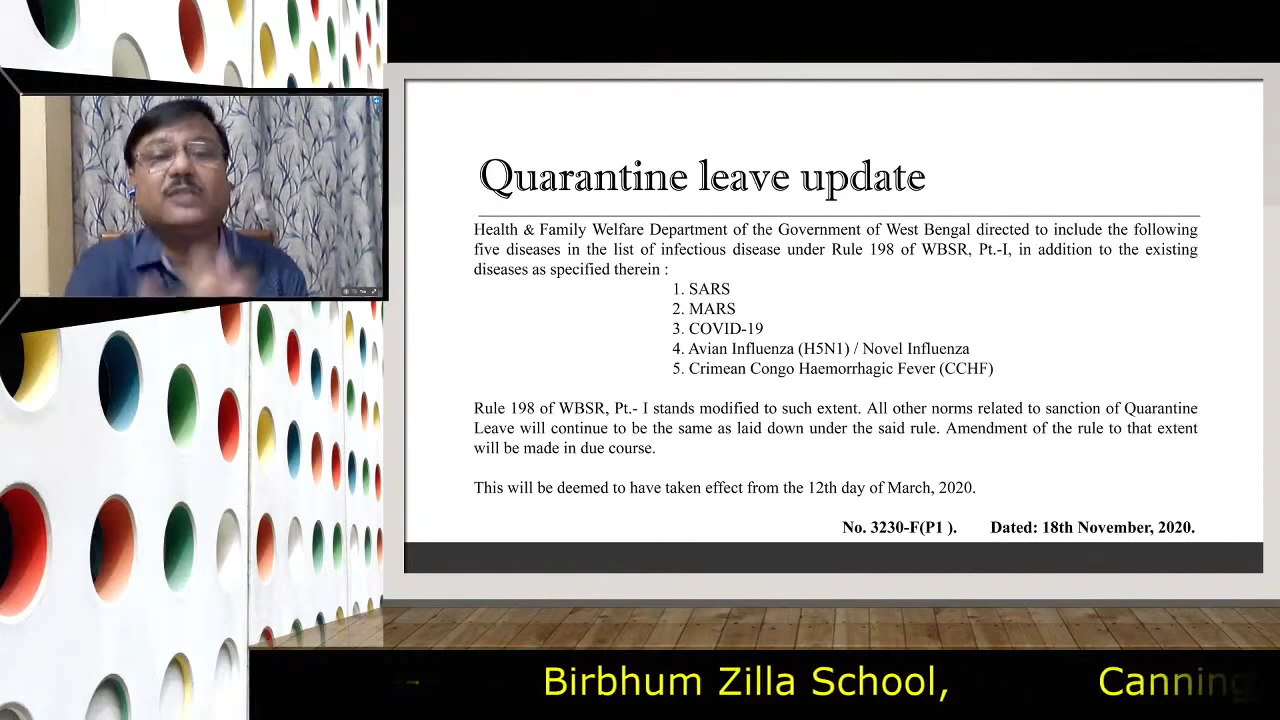 Quarantine leave update
Health & Family Welfare Department of the Government of West Bengal directed to include the following
five diseases in the list of infectious disease under Rule 198 of WBSR, Pt.-I, in addition to the existing
diseases as specified therein :
1. SARS
2. MARS
3. COVID-19
4. Avian Influenza (H5N1) / Novel Influenza
5. Crimean Congo Haemorrhagic Fever (CCHF)
Rule 198 of WBSR, Pt.- I stands modified to such extent. All other norms related to sanction of Quarantine
Leave will continue to be the same as laid down under the said rule. Amendment of the rule to that extent
will be made in due course.
This will be deemed to have taken effect from the 12th day of March, 2020.
No. 3230-F(P1 ). Dated: 18th November, 2020.
Birbhum Zilla School, Canning